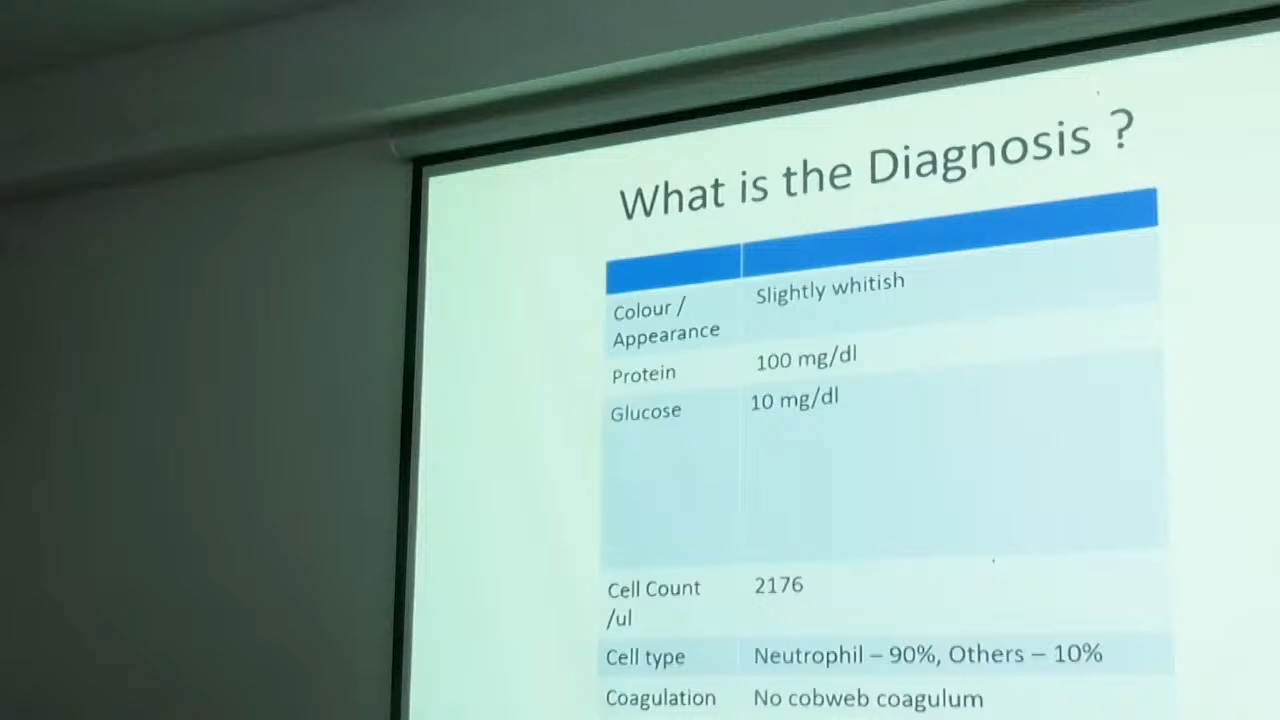 What is the Diagnosis ?
Colour / Slightly whitish
Appearance
Protein 100 mg/dl
Glucose 10 mg/dl
Cell Count 2176
/ul
Cell type Neutrophil – 90%, Others – 10%
Coagulation No cobweb coagulum